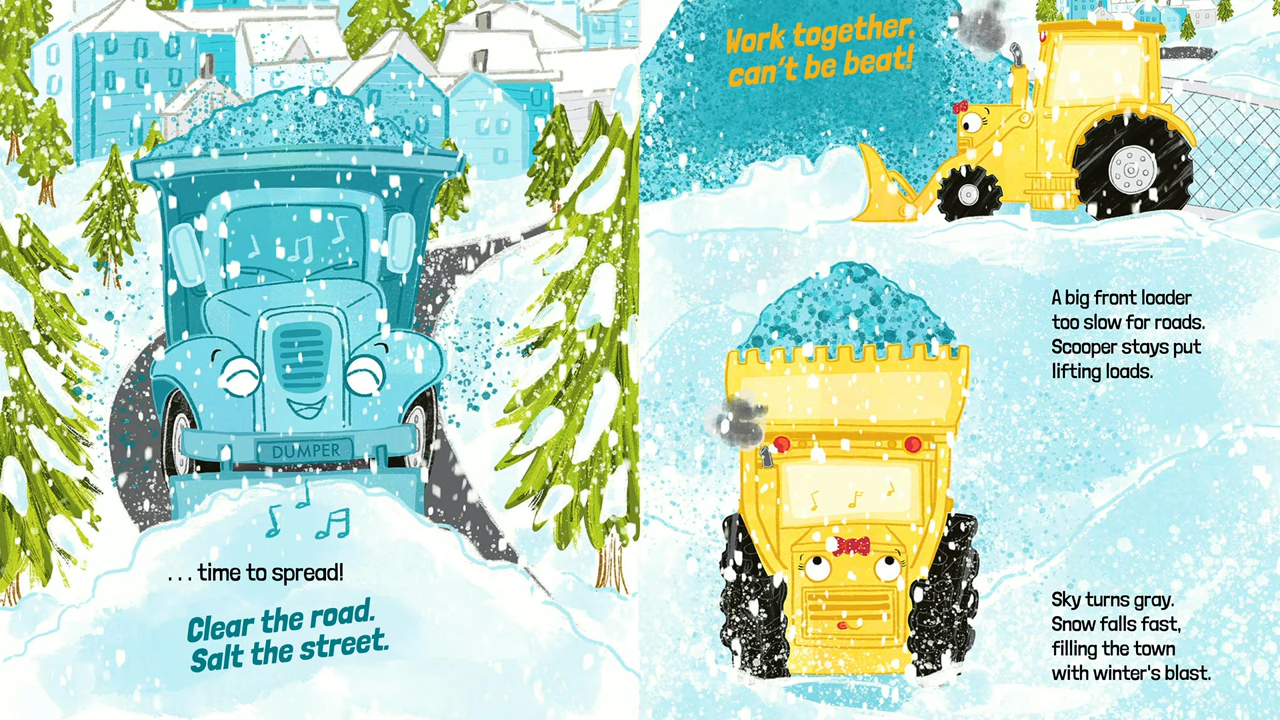 DUMPER
. . . time to spread!
Clear the road.
Salt the street.
Work together,
can't be beat!
A big front loader
too slow for roads.
Scooper stays put
lifting loads.
Sky turns gray.
Snow falls fast,
filling the town
with winter's blast.